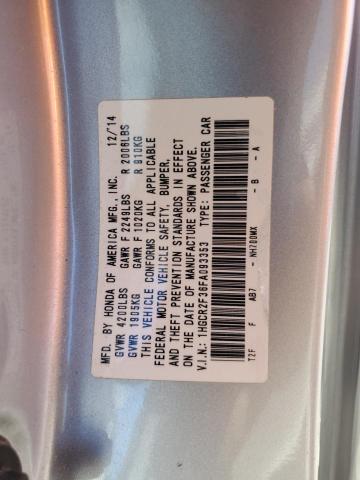 MFD. BY HONDA OF AMERICA MFG., INC. 12/'14
GVWR 4200LBS GAWR F 2249LBS R 2006LBS
GVWR 1905KG GAWR F 1020KG R 910KG
THIS VEHICLE CONFORMS TO ALL APPLICABLE
FEDERAL MOTOR VEHICLE SAFETY, BUMPER,
AND THEFT PREVENTION STANDARDS IN EFFECT
ON THE DATE OF MANUFACTURE SHOWN ABOVE.
V.I.N.: 1HGCR2F36FA093353 TYPE: PASSENGER CAR
T2F F AB7 - NH700MX - B - A